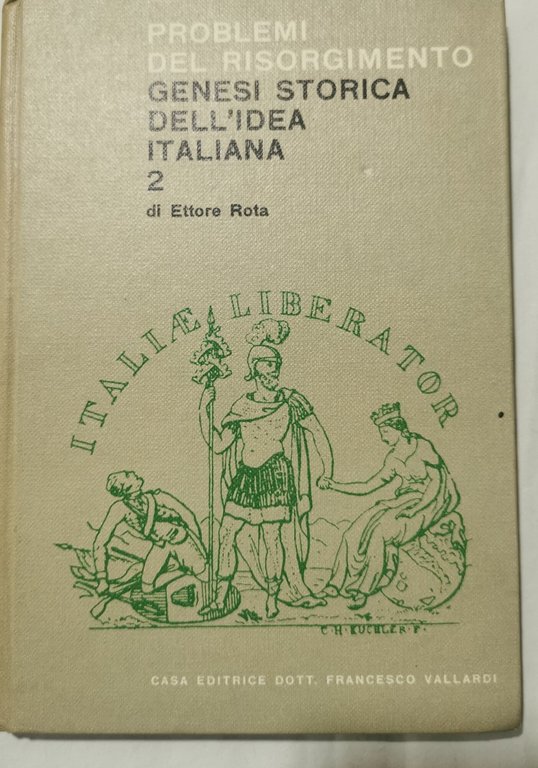 PROBLEMI
DEL RISORGIMENTO
GENESI STORICA
DELL'IDEA
ITALIANA
2
di Ettore Rota
ITALIÆ LIBERATOR
C. H. KUCHLER. F.
CASA EDITRICE DOTT. FRANCESCO VALLARDI